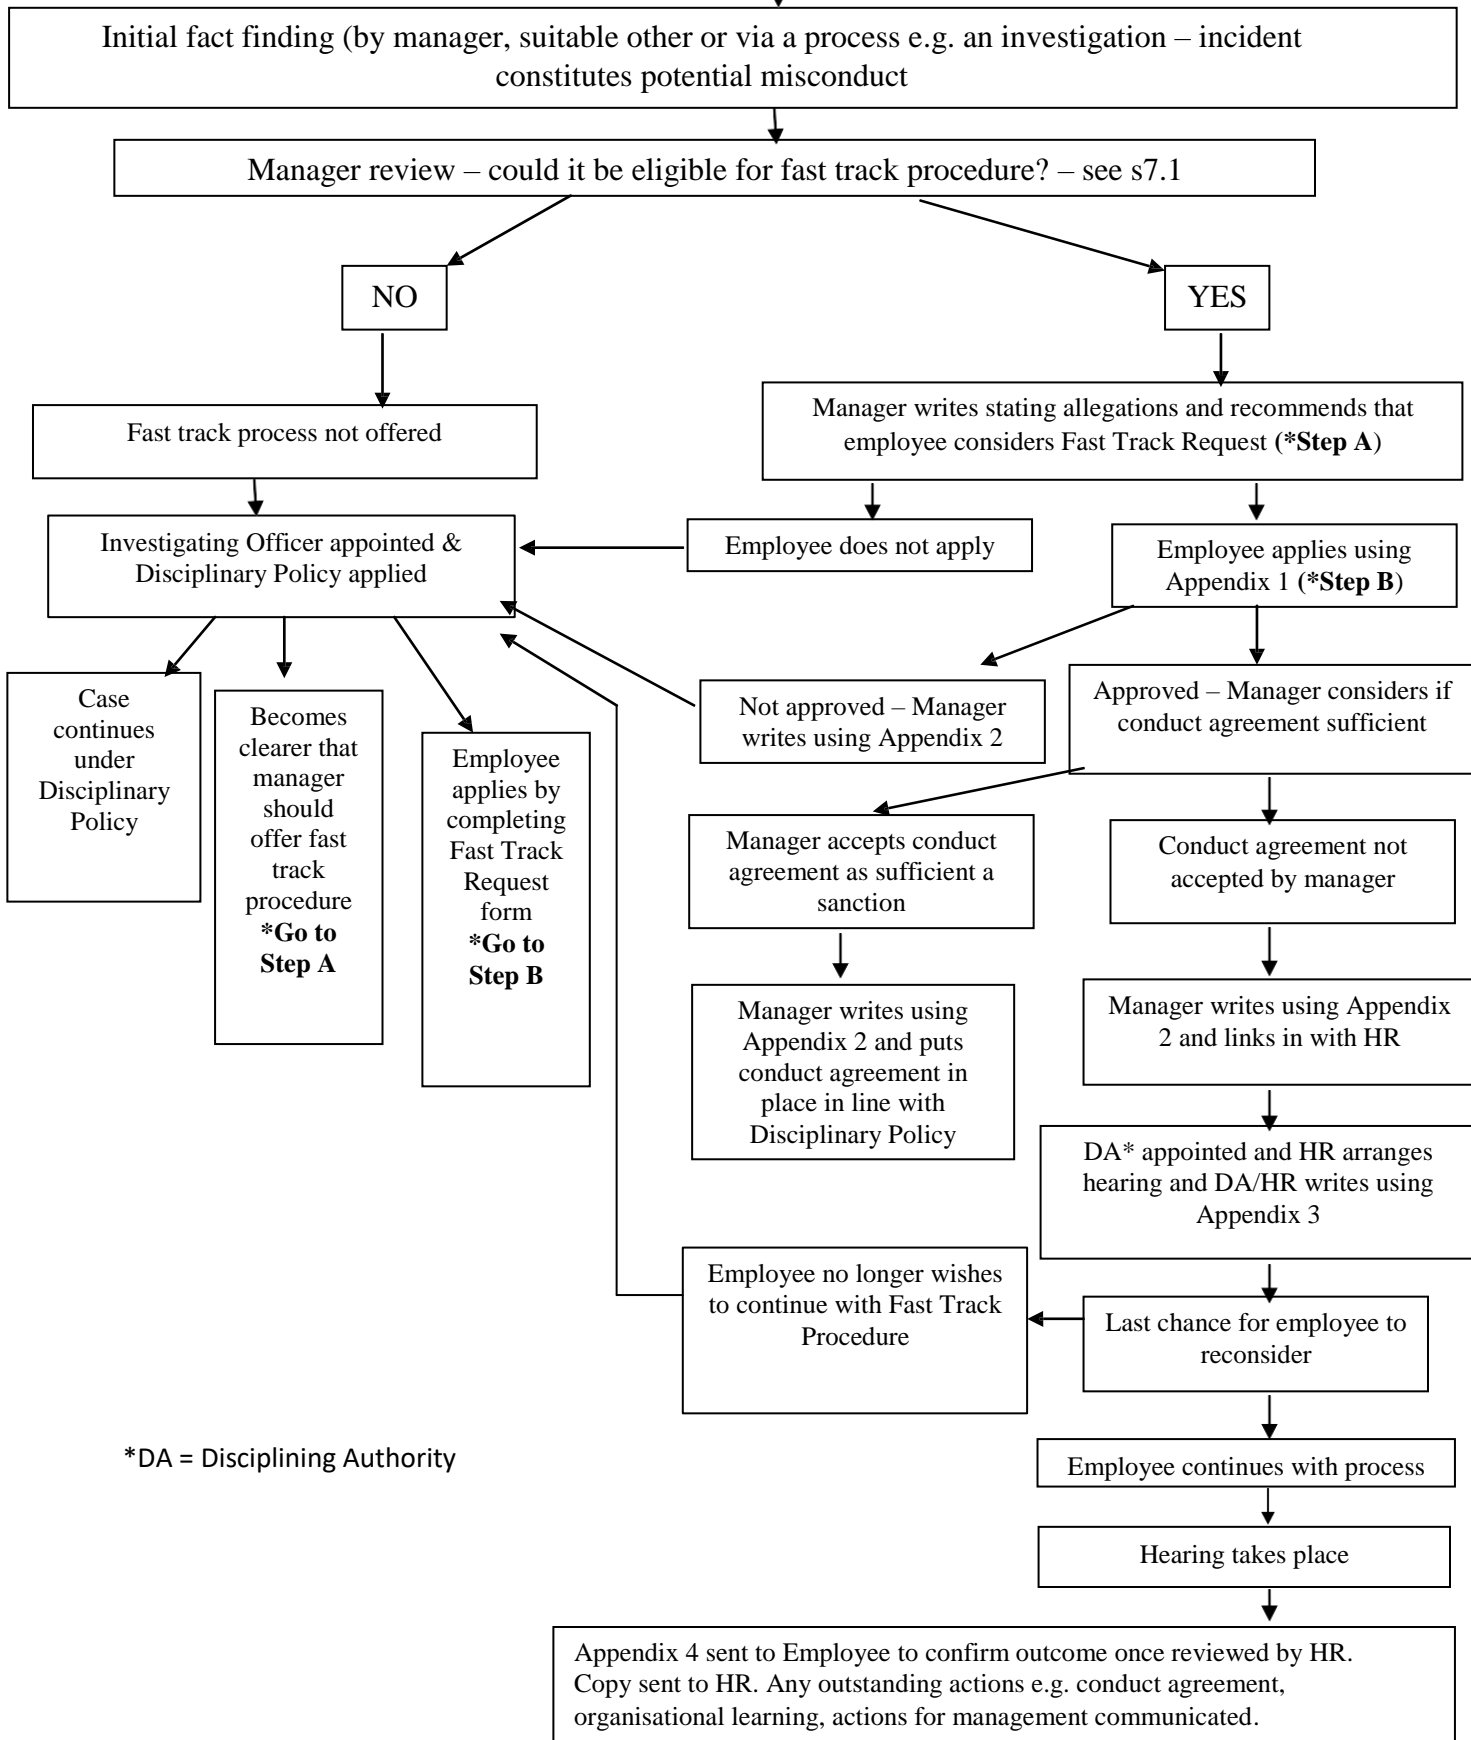 Initial fact finding (by manager, suitable other or via a process e.g. an investigation – incident
constitutes potential misconduct
Manager review – could it be eligible for fast track procedure? – see s7.1
NO
YES
Fast track process not offered
Manager writes stating allegations and recommends that
employee considers Fast Track Request (*Step A)
Investigating Officer appointed &
Disciplinary Policy applied
Employee does not apply
Employee applies using
Appendix 1 (*Step B)
Case
continues
under
Disciplinary
Policy
Becomes
clearer that
manager
should
offer fast
track
procedure
*Go to
Step A
Employee
applies by
completing
Fast Track
Request
form
*Go to
Step B
Not approved – Manager
writes using Appendix 2
Approved – Manager considers if
conduct agreement sufficient
Manager accepts conduct
agreement as sufficient a
sanction
Conduct agreement not
accepted by manager
Manager writes using
Appendix 2 and puts
conduct agreement in
place in line with
Disciplinary Policy
Manager writes using Appendix
2 and links in with HR
DA* appointed and HR arranges
hearing and DA/HR writes using
Appendix 3
Employee no longer wishes
to continue with Fast Track
Procedure
Last chance for employee to
reconsider
*DA = Disciplining Authority
Employee continues with process
Hearing takes place
Appendix 4 sent to Employee to confirm outcome once reviewed by HR.
Copy sent to HR. Any outstanding actions e.g. conduct agreement,
organisational learning, actions for management communicated.